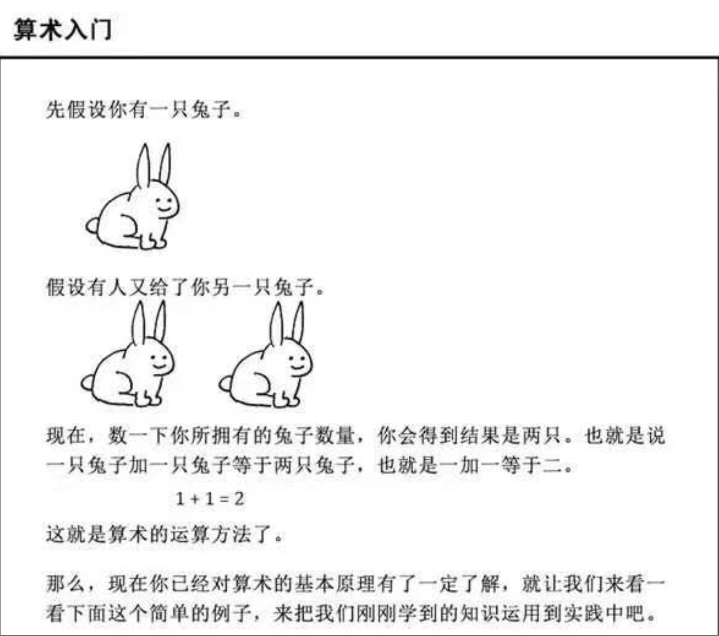 算术入门
先假设你有一只兔子。
假设有人又给了你另一只兔子。
现在，数一下你所拥有的兔子数量，你会得到结果是两只。也就是说
一只兔子加一只兔子等于两只兔子，也就是一加一等于二。
1 + 1 = 2
这就是算术的运算方法了。
那么，现在你已经对算术的基本原理有了一定了解，就让我们来看一
看下面这个简单的例子，来把我们刚刚学到的知识运用到实践中吧。